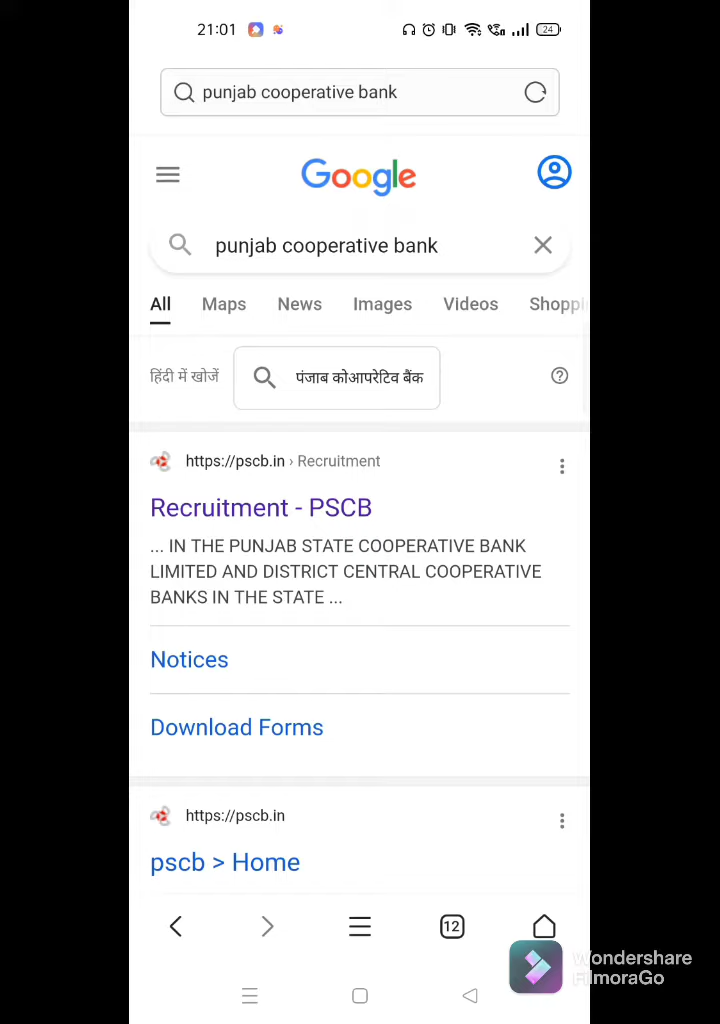 21:01
24
punjab cooperative bank
Google
punjab cooperative bank
All Maps News Images Videos Shoppi
हिंदी में खोजें
पंजाब कोआपरेटिव बैंक
https://pscb.in › Recruitment
Recruitment - PSCB
... IN THE PUNJAB STATE COOPERATIVE BANK
LIMITED AND DISTRICT CENTRAL COOPERATIVE
BANKS IN THE STATE ...
Notices
Download Forms
https://pscb.in
pscb > Home
12
Wondershare
FilmoraGo